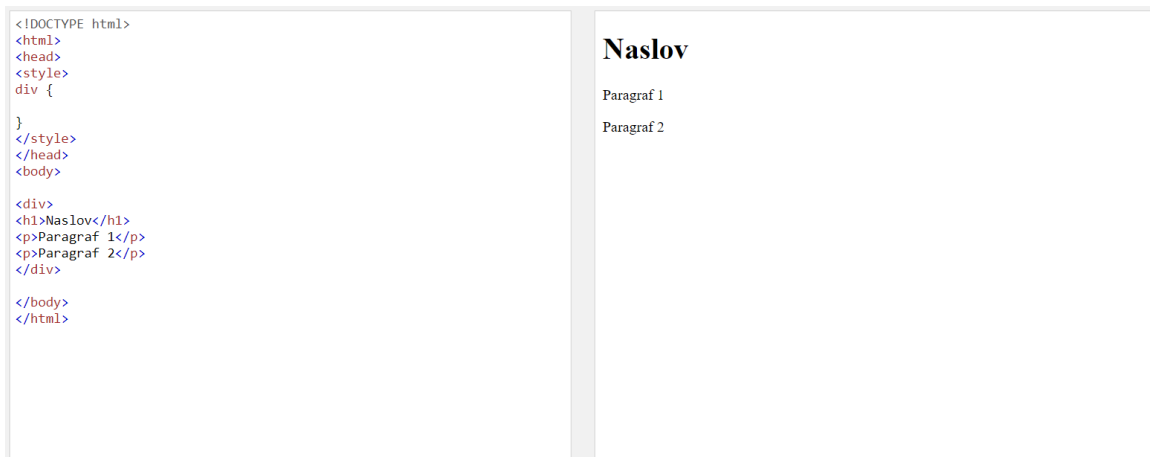 <!DOCTYPE html>
<html>
<head>
<style>
div {
}
</style>
</head>
<body>
<div>
<h1>Naslov</h1>
<p>Paragraf 1</p>
<p>Paragraf 2</p>
</div>
</body>
</html>
Naslov
Paragraf 1
Paragraf 2